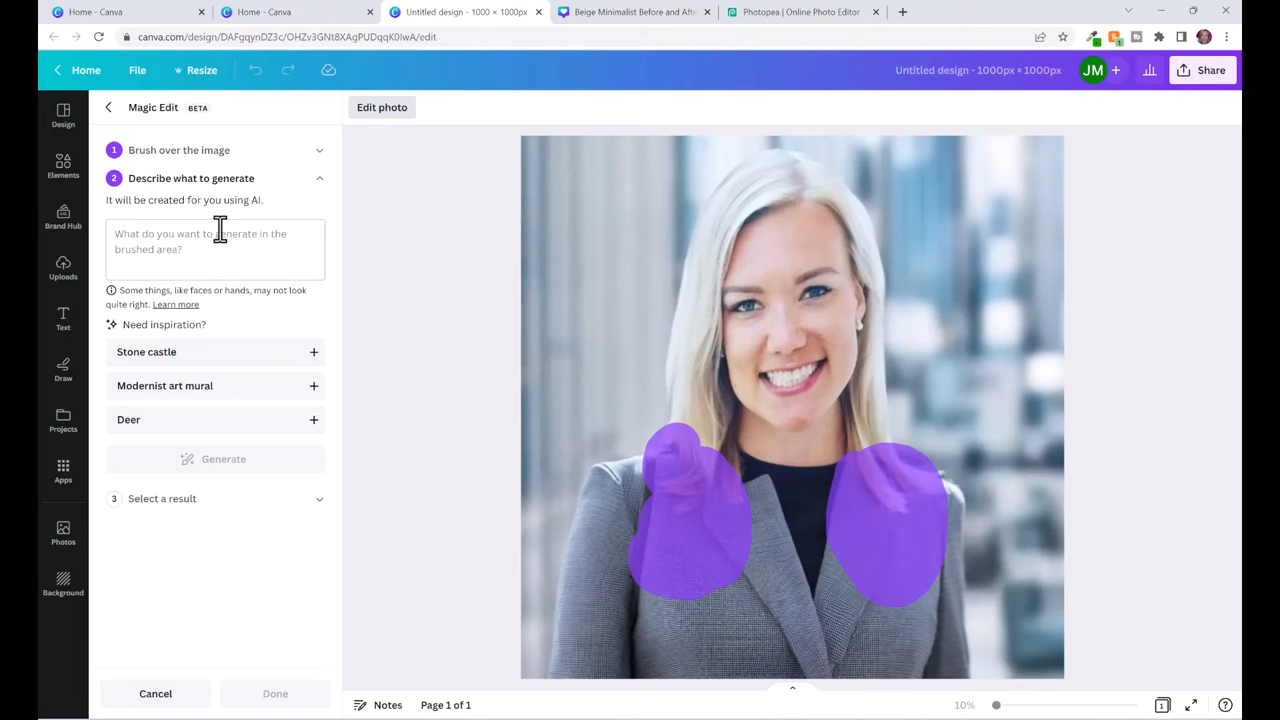 Home - Canva
Home - Canva
Untitled design - 1000 × 1000px
Beige Minimalist Before and Afte
Photopea | Online Photo Editor
canva.com/design/DAFgqynDZ3c/OHZv3GNt8XAgPUDqqK0IwA/edit
Home
File
Resize
Untitled design - 1000px × 1000px
JM
Share
Design
Elements
Brand Hub
Uploads
Text
Draw
Projects
Apps
Photos
Background
Magic Edit BETA
1 Brush over the image
2 Describe what to generate
It will be created for you using AI.
What do you want to generate in the
brushed area?
Some things, like faces or hands, may not look
quite right. Learn more
Need inspiration?
Stone castle
Modernist art mural
Deer
Generate
3 Select a result
Cancel
Done
Edit photo
Notes
Page 1 of 1
10%
1